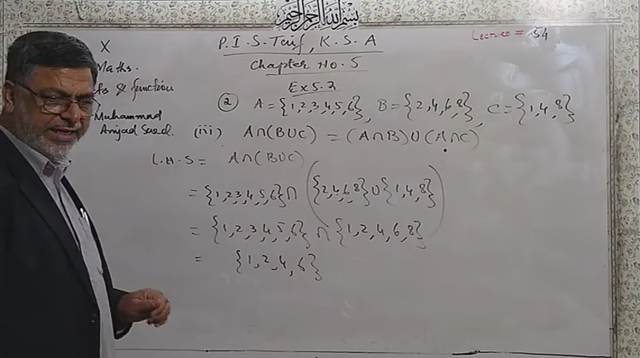 بسم الله الرحمن الرحيم
P.I.S Taif, K.S.A
LECTURE = 54
X
Chapter No. 5
Maths.
Ex 5.2
& function
② A = {1,2,3,4,5,6}, B = {2,4,6,8}, C = {1,4,8}
Muhammad
Amjad Saeed.
(iii) A∩(B∪C) = (A∩B)∪(A∩C)
L.H.S = A∩(B∪C)
= {1,2,3,4,5,6} ∩ ({2,4,6,8} ∪ {1,4,8})
= {1,2,3,4,5,6} ∩ {1,2,4,6,8}
= {1,2,4,6}